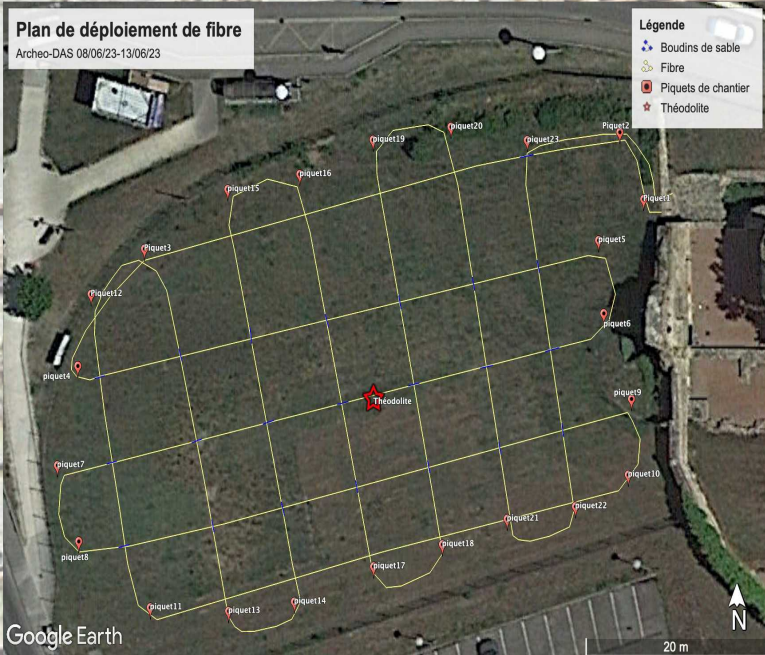 Plan de déploiement de fibre
Archeo-DAS 08/06/23-13/06/23
Légende
Boudins de sable
Fibre
Piquets de chantier
Théodolite
piquet20
Piquet2
piquet19
piquet23
piquet16
piquet15
Piquet1
piquet5
Piquet3
Piquet12
piquet6
piquet4
piquet9
Théodolite
piquet7
piquet10
piquet22
piquet21
piquet18
piquet8
piquet17
piquet14
piquet11
piquet13
N
Google Earth
20 m